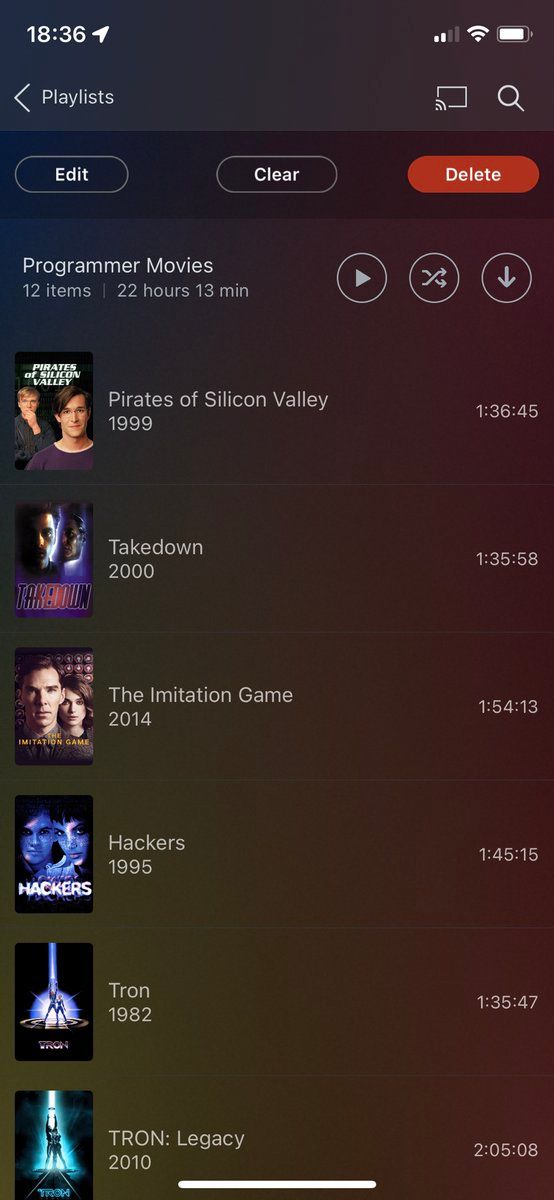 18:36
Playlists
Edit
Clear
Delete
Programmer Movies
12 items | 22 hours 13 min
PIRATES
of SILICON
VALLEY
Pirates of Silicon Valley
1999
1:36:45
TAKEDOWN
Takedown
2000
1:35:58
THE
IMITATION GAME
The Imitation Game
2014
1:54:13
HACKERS
Hackers
1995
1:45:15
TRON
Tron
1982
1:35:47
TRON
TRON: Legacy
2010
2:05:08